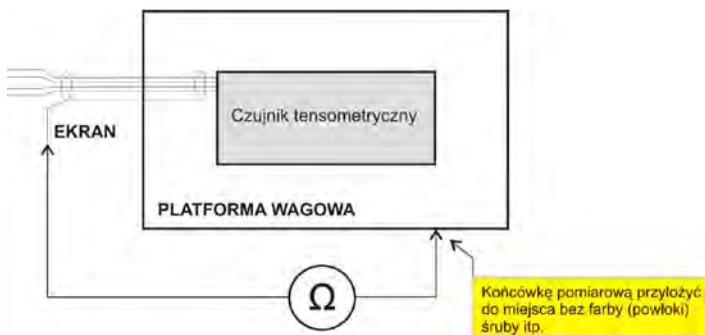 Czujnik tensometryczny
EKRAN
PLATFORMA WAGOWA
Ω
Końcówkę pomiarową przyłożyć
do miejsca bez farby (powłoki)
śruby itp.